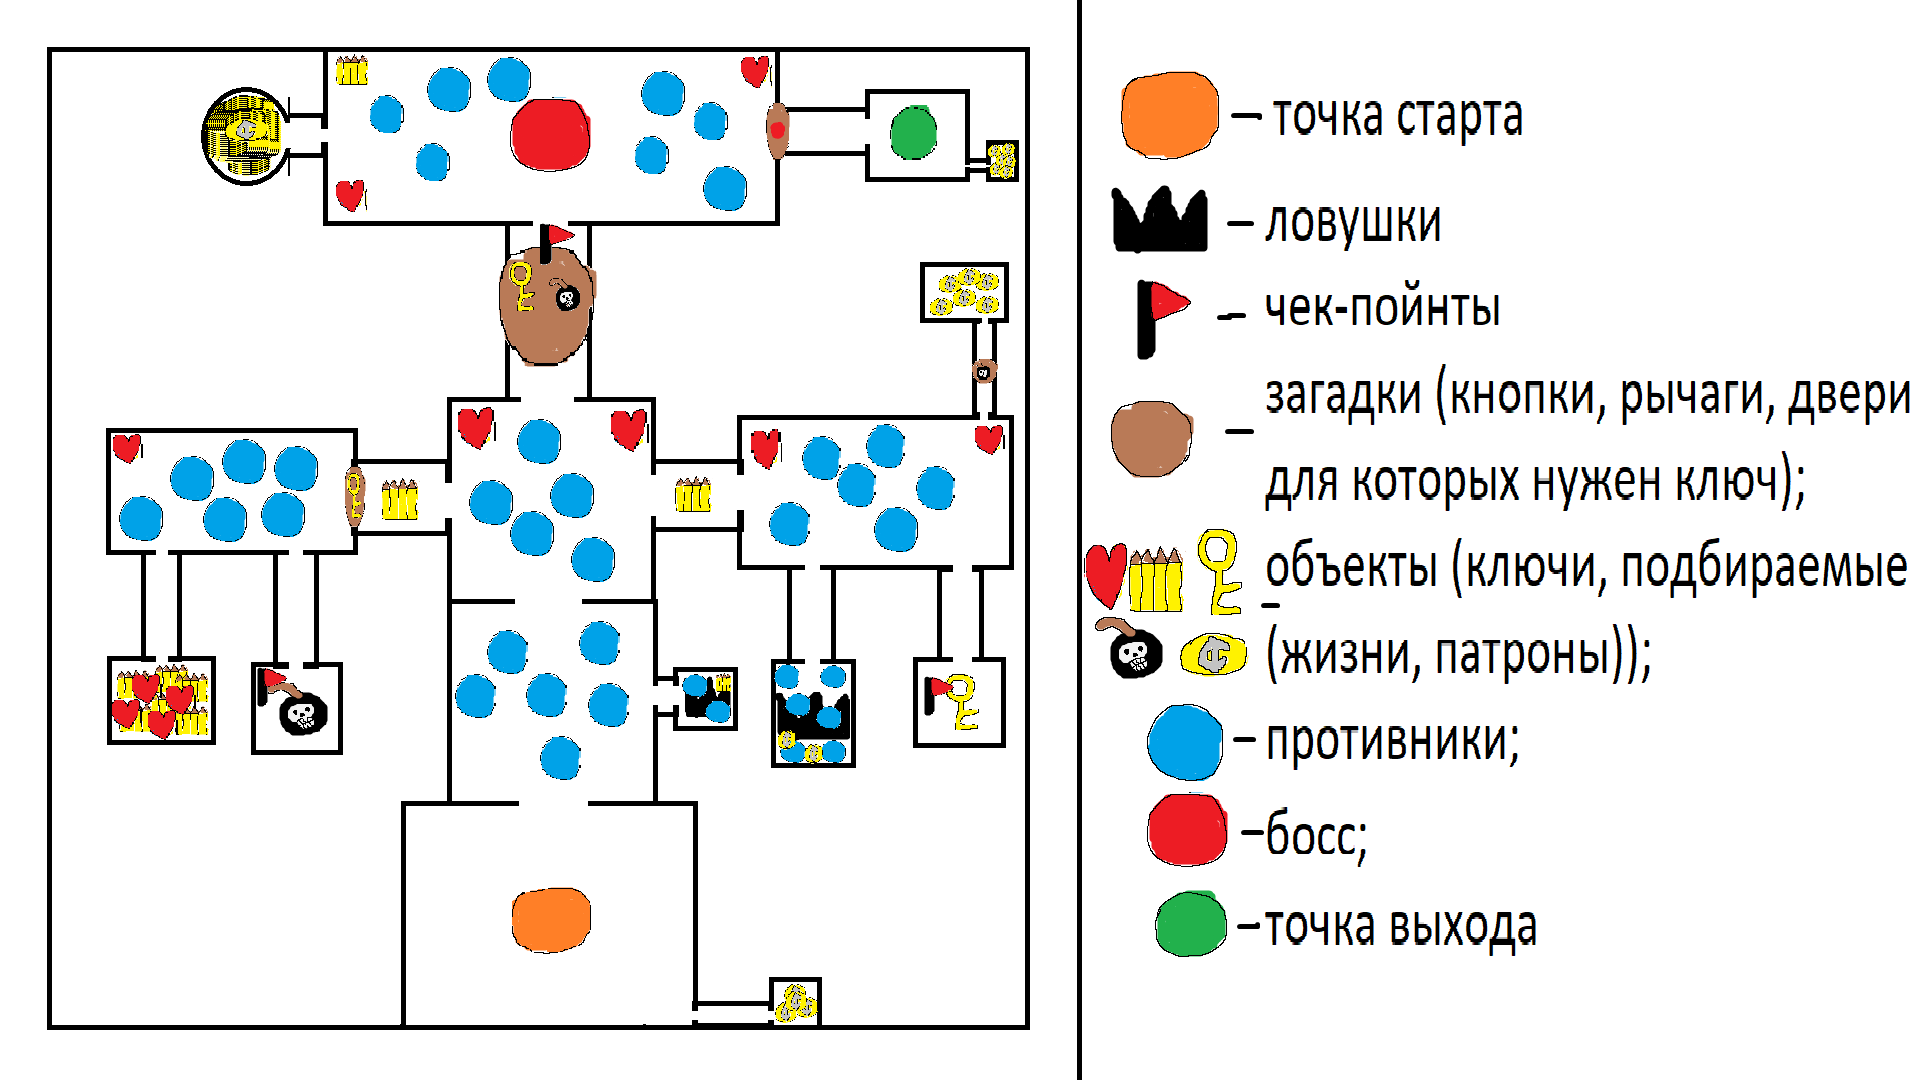 – точка старта
– ловушки
– чек-пойнты
загадки (кнопки, рычаги, двери
–
для которых нужен ключ);
объекты (ключи, подбираемые
–
(жизни, патроны));
– противники;
– босс;
– точка выхода